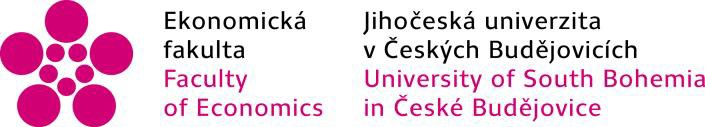 Ekonomická
fakulta
Faculty
of Economics
Jihočeská univerzita
v Českých Budějovicích
University of South Bohemia
in České Budějovice